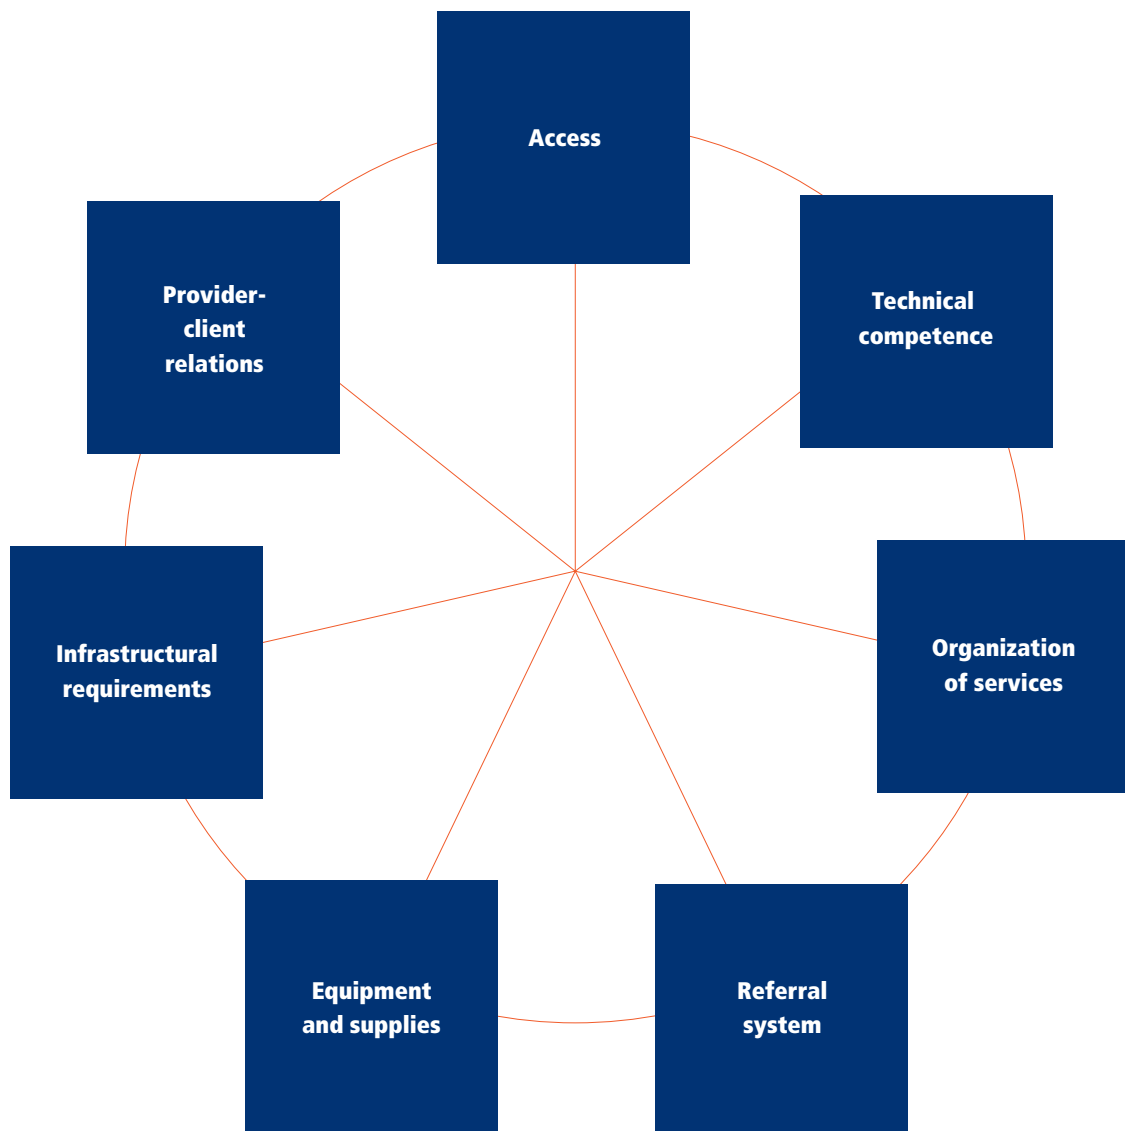 Access
Technical
competence
Organization
of services
Referral
system
Equipment
and supplies
Infrastructural
requirements
Provider-
client
relations